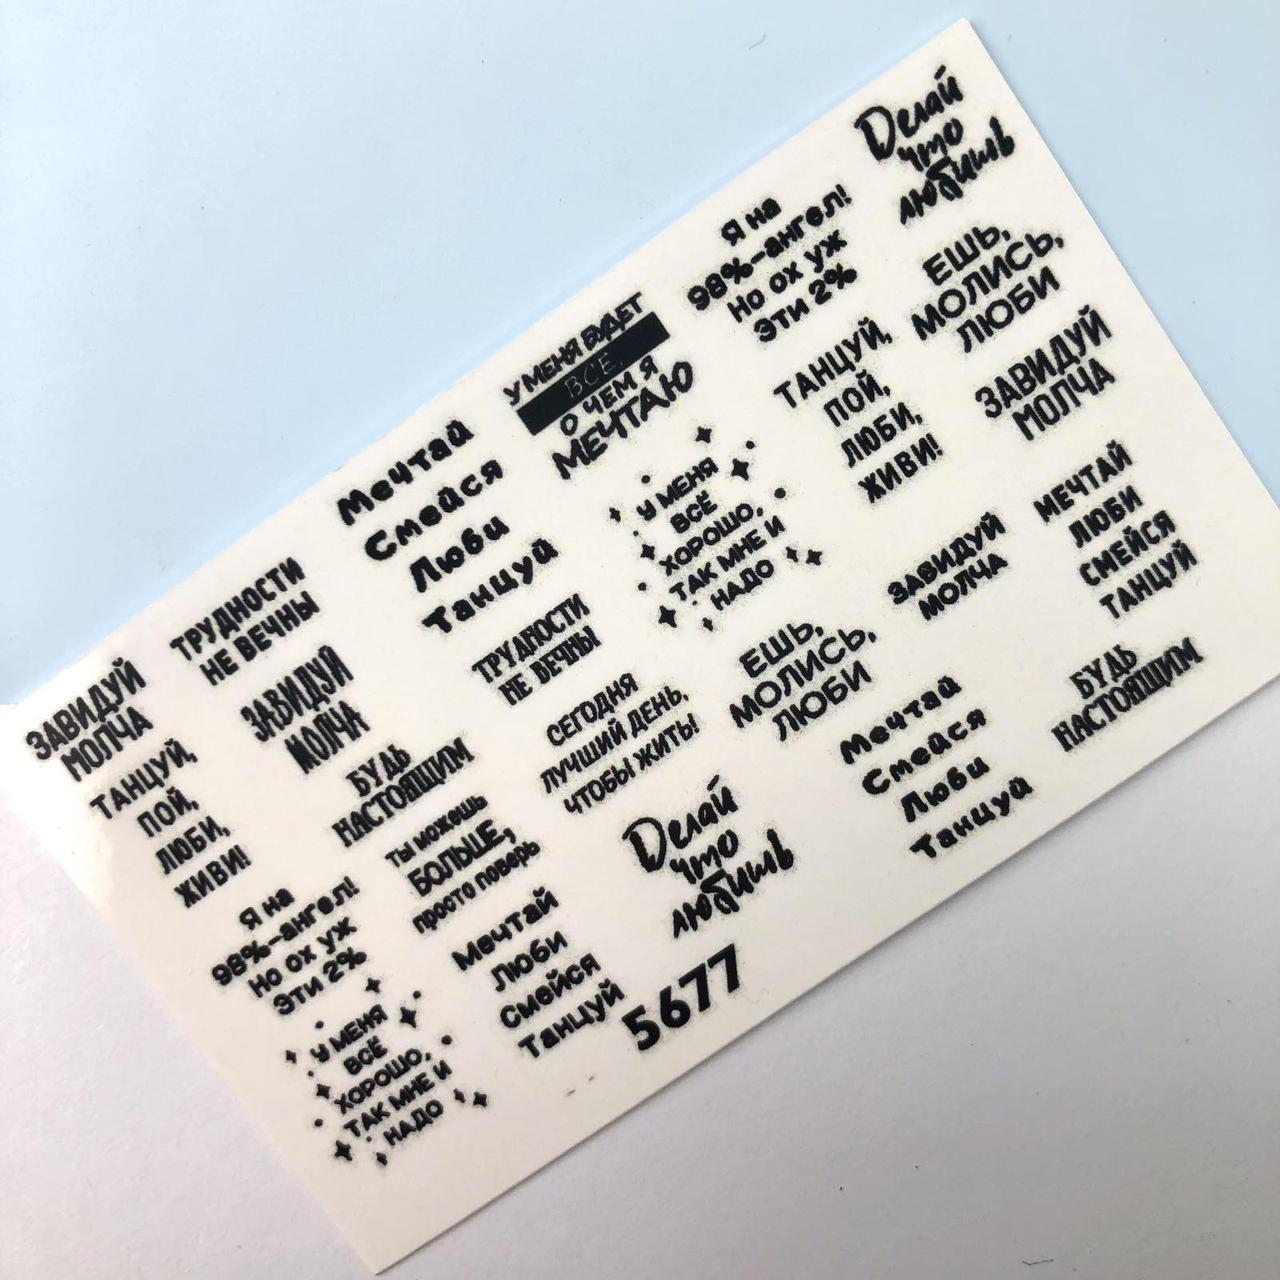 Делай
что
любишь
Я на
98%-ангел!
Но ох уж
Эти 2%
ЕШЬ,
МОЛИСЬ,
ЛЮБИ
У МЕНЯ БУДЕТ
ВСЕ,
О ЧЕМ Я
МЕЧТАЮ
ТАНЦУЙ,
ПОЙ,
ЛЮБИ,
ЖИВИ!
ЗАВИДУЙ
МОЛЧА
Мечтай
Смейся
Люби
Танцуй
У МЕНЯ
ВСЁ
ХОРОШО,
ТАК МНЕ И
НАДО
ЗАВИДУЙ
МОЛЧА
МЕЧТАЙ
ЛЮБИ
СМЕЙСЯ
ТАНЦУЙ
ТРУДНОСТИ
НЕ ВЕЧНЫ
ТРУДНОСТИ
НЕ ВЕЧНЫ
ЕШЬ,
МОЛИСЬ,
ЛЮБИ
БУДЬ
НАСТОЯЩИМ
ЗАВИДУЙ
МОЛЧА
ЗАВИДУЙ
МОЛЧА
СЕГОДНЯ
ЛУЧШИЙ ДЕНЬ,
ЧТОБЫ ЖИТЬ!
Мечтай
Смейся
Люби
Танцуй
ТАНЦУЙ,
ПОЙ,
ЛЮБИ,
ЖИВИ!
БУДЬ
НАСТОЯЩИМ
Ты можешь
БОЛЬШЕ,
просто поверь
Делай
что
любишь
Я на
98%-ангел!
Но ох уж
Эти 2%
Мечтай
Люби
Смейся
Танцуй
5677
У МЕНЯ
ВСЁ
ХОРОШО,
ТАК МНЕ И
НАДО